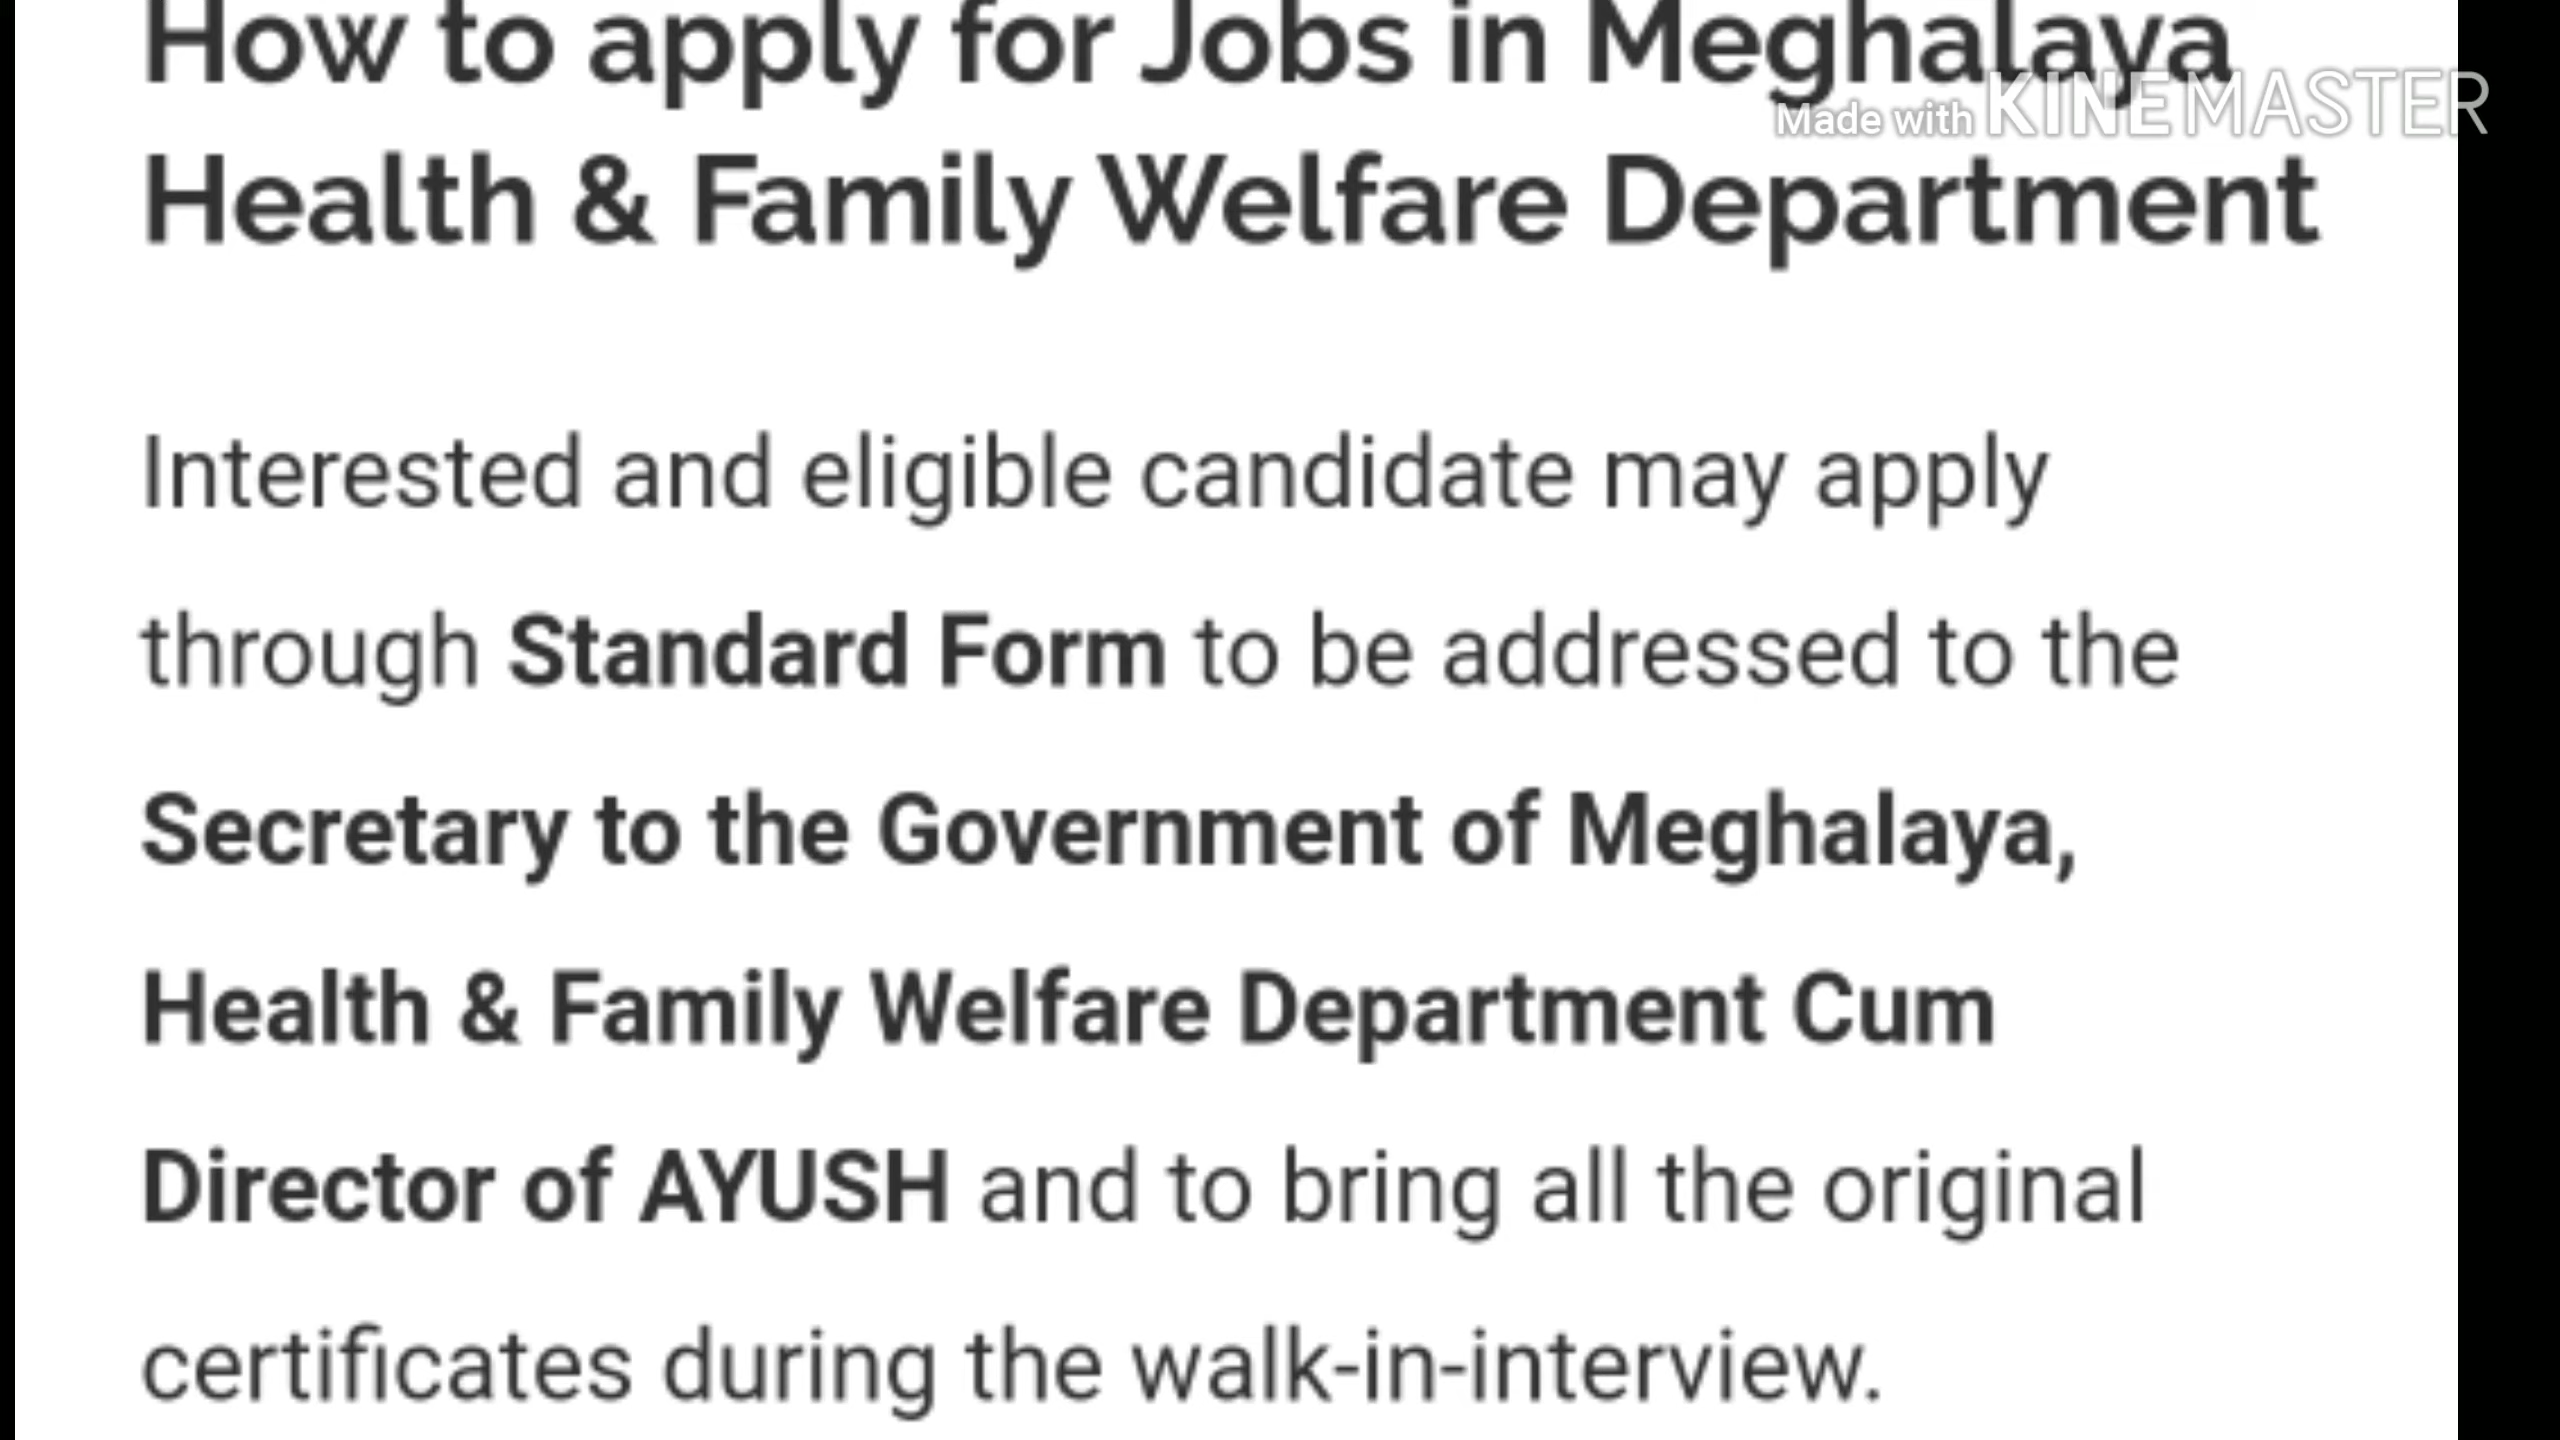 How to apply for Jobs in Meghalaya
Made with KINEMASTER
Health & Family Welfare Department
Interested and eligible candidate may apply
through Standard Form to be addressed to the
Secretary to the Government of Meghalaya,
Health & Family Welfare Department Cum
Director of AYUSH and to bring all the original
certificates during the walk-in-interview.